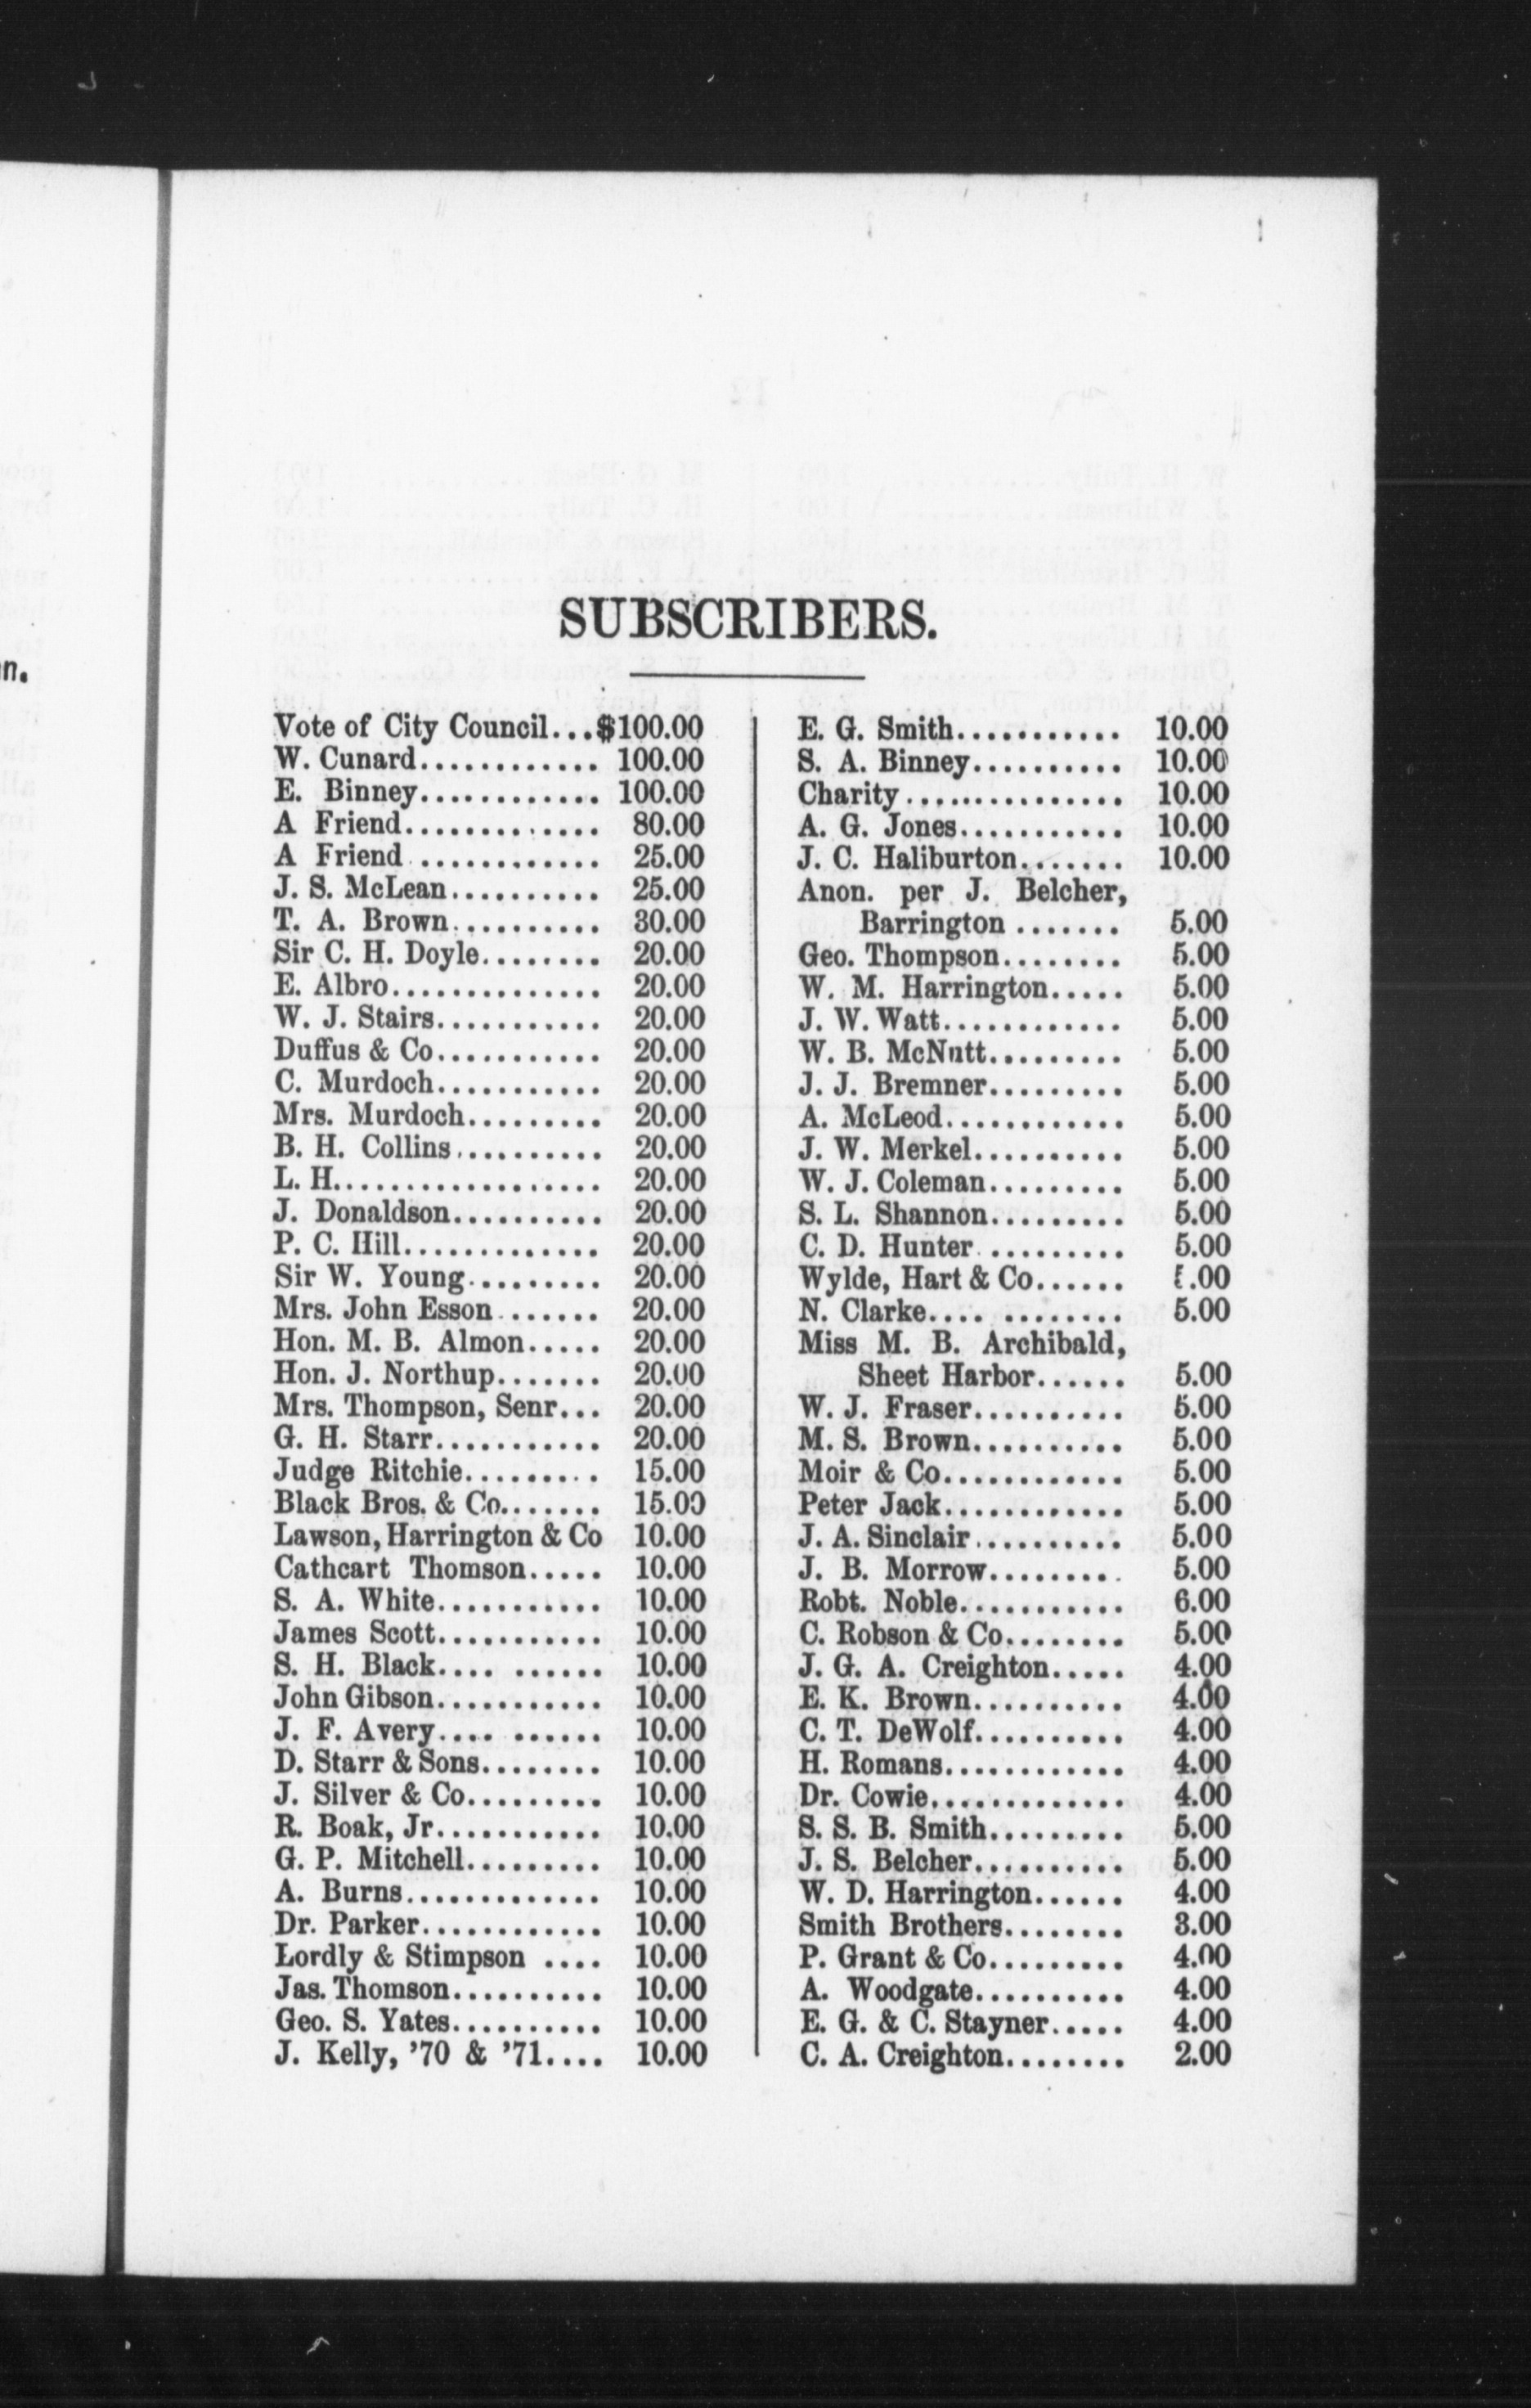 SUBSCRIBERS.
Vote of City Council...$100.00
W. Cunard............ 100.00
E. Binney............ 100.00
A Friend............. 80.00
A Friend ............ 25.00
J. S. McLean.......... 25.00
T. A. Brown.......... 30.00
Sir C. H. Doyle........ 20.00
E. Albro.............. 20.00
W. J. Stairs........... 20.00
Duffus & Co........... 20.00
C. Murdoch........... 20.00
Mrs. Murdoch......... 20.00
B. H. Collins.......... 20.00
L. H.................. 20.00
J. Donaldson.......... 20.00
P. C. Hill............. 20.00
Sir W. Young......... 20.00
Mrs. John Esson....... 20.00
Hon. M. B. Almon..... 20.00
Hon. J. Northup....... 20.00
Mrs. Thompson, Senr... 20.00
G. H. Starr........... 20.00
Judge Ritchie......... 15.00
Black Bros. & Co....... 15.00
Lawson, Harrington & Co 10.00
Cathcart Thomson..... 10.00
S. A. White........... 10.00
James Scott........... 10.00
S. H. Black.... ...... 10.00
John Gibson........... 10.00
J. F. Avery.... ...... 10.00
D. Starr & Sons........ 10.00
J. Silver & Co......... 10.00
R. Boak, Jr........... 10.00
G. P. Mitchell......... 10.00
A. Burns............. 10.00
Dr. Parker............ 10.00
Lordly & Stimpson .... 10.00
Jas. Thomson.......... 10.00
Geo. S. Yates.......... 10.00
J. Kelly, '70 & '71.... 10.00
E. G. Smith........... 10.00
S. A. Binney.......... 10.00
Charity............... 10.00
A. G. Jones........... 10.00
J. C. Haliburton....... 10.00
Anon. per J. Belcher,
Barrington ....... 5.00
Geo. Thompson........ 5.00
W. M. Harrington..... 5.00
J. W. Watt............ 5.00
W. B. McNutt......... 5.00
J. J. Bremner......... 5.00
A. McLeod............ 5.00
J. W. Merkel.......... 5.00
W. J. Coleman......... 5.00
S. L. Shannon......... 5.00
C. D. Hunter ......... 5.00
Wylde, Hart & Co...... .00
N. Clarke.... ........ 5.00
Miss M. B. Archibald,
Sheet Harbor...... 5.00
W. J. Fraser.......... 5.00
M. S. Brown.......... 5.00
Moir & Co............ 5.00
Peter Jack............ 5.00
J. A. Sinclair.......... 5.00
J. B. Morrow......... 5.00
Robt. Noble........... 6.00
C. Robson & Co........ 5.00
J. G. A. Creighton..... 4.00
E. K. Brown.......... 4.00
C. T. DeWolf.......... 4.00
H. Romans............ 4.00
Dr. Cowie............. 4.00
S. S. B. Smith......... 5.00
J. S. Belcher.......... 5.00
W. D. Harrington...... 4.00
Smith Brothers........ 3.00
P. Grant & Co......... 4.00
A. Woodgate.......... 4.00
E. G. & C. Stayner..... 4.00
C. A. Creighton........ 2.00